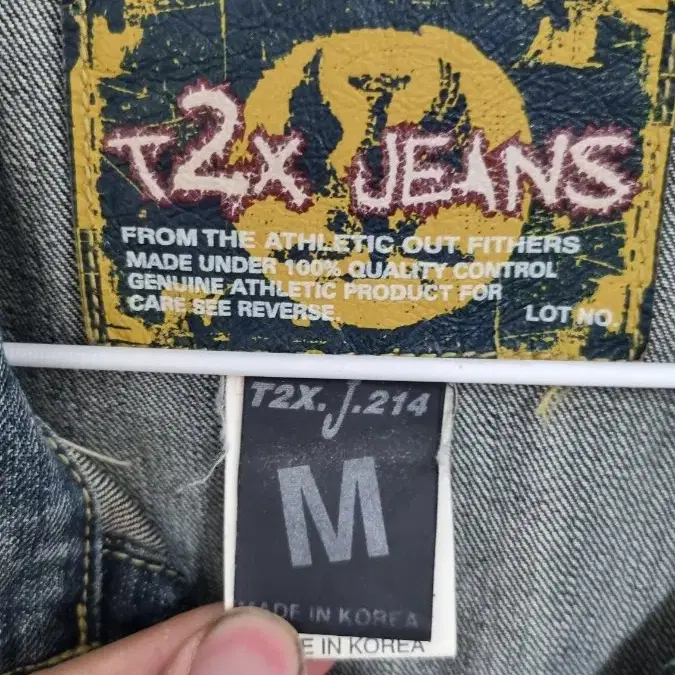 T2X JEANS
FROM THE ATHLETIC OUT FITHERS
MADE UNDER 100% QUALITY CONTROL
GENUINE ATHLETIC PRODUCT FOR
CARE SEE REVERSE.
LOT NO.
T2X.J.214
M
MADE IN KOREA
E IN KOREA